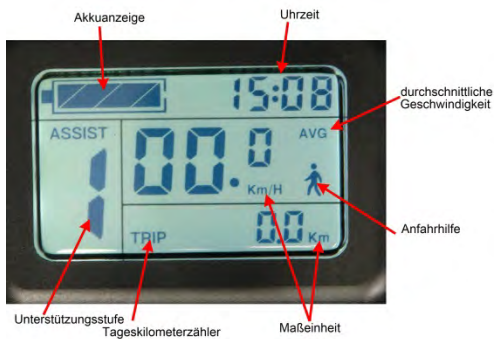 Akkuanzeige
Uhrzeit
15:08
durchschnittliche
Geschwindigkeit
ASSIST
AVG
1
00.0
Km/H
Anfahrhilfe
TRIP
0.0 Km
Unterstützungsstufe
Tageskilometerzähler
Maßeinheit